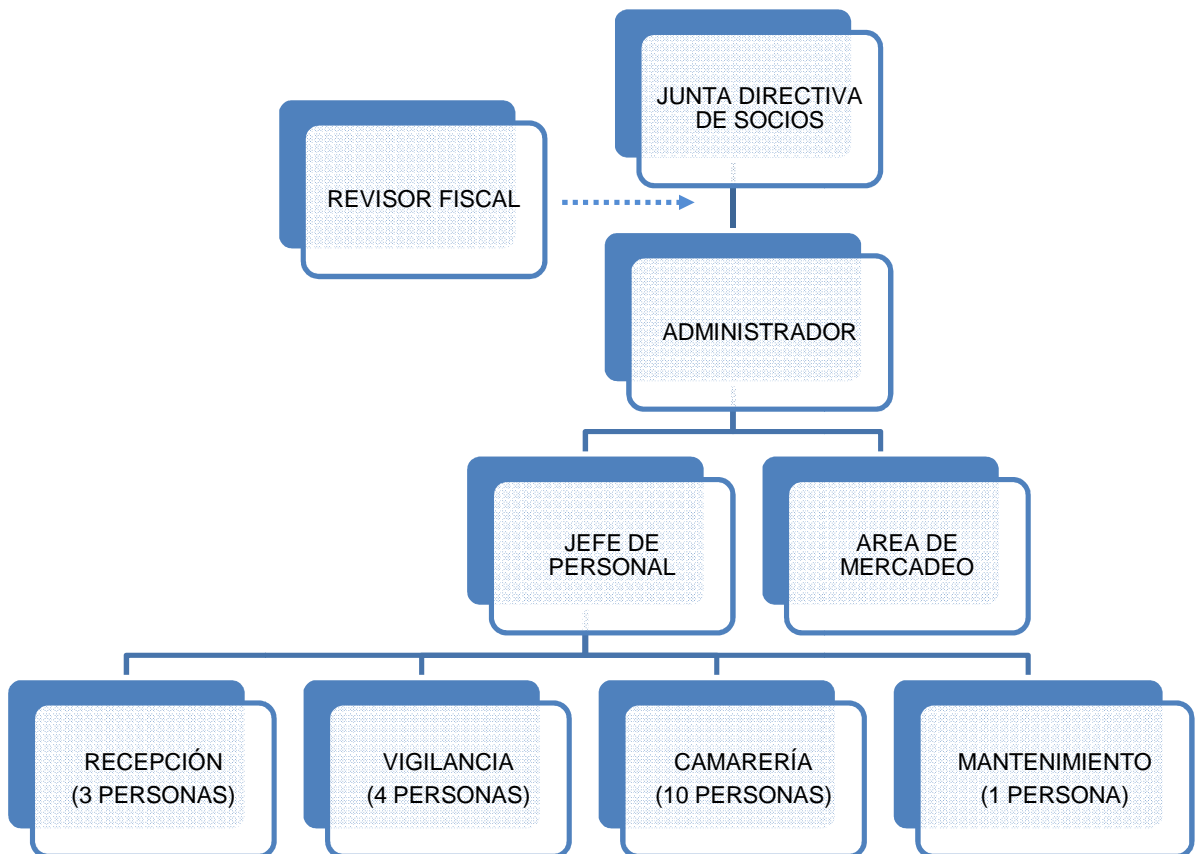 JUNTA DIRECTIVA
DE SOCIOS
REVISOR FISCAL
ADMINISTRADOR
JEFE DE
PERSONAL
AREA DE
MERCADEO
RECEPCIÓN
(3 PERSONAS)
VIGILANCIA
(4 PERSONAS)
CAMARERÍA
(10 PERSONAS)
MANTENIMIENTO
(1 PERSONA)